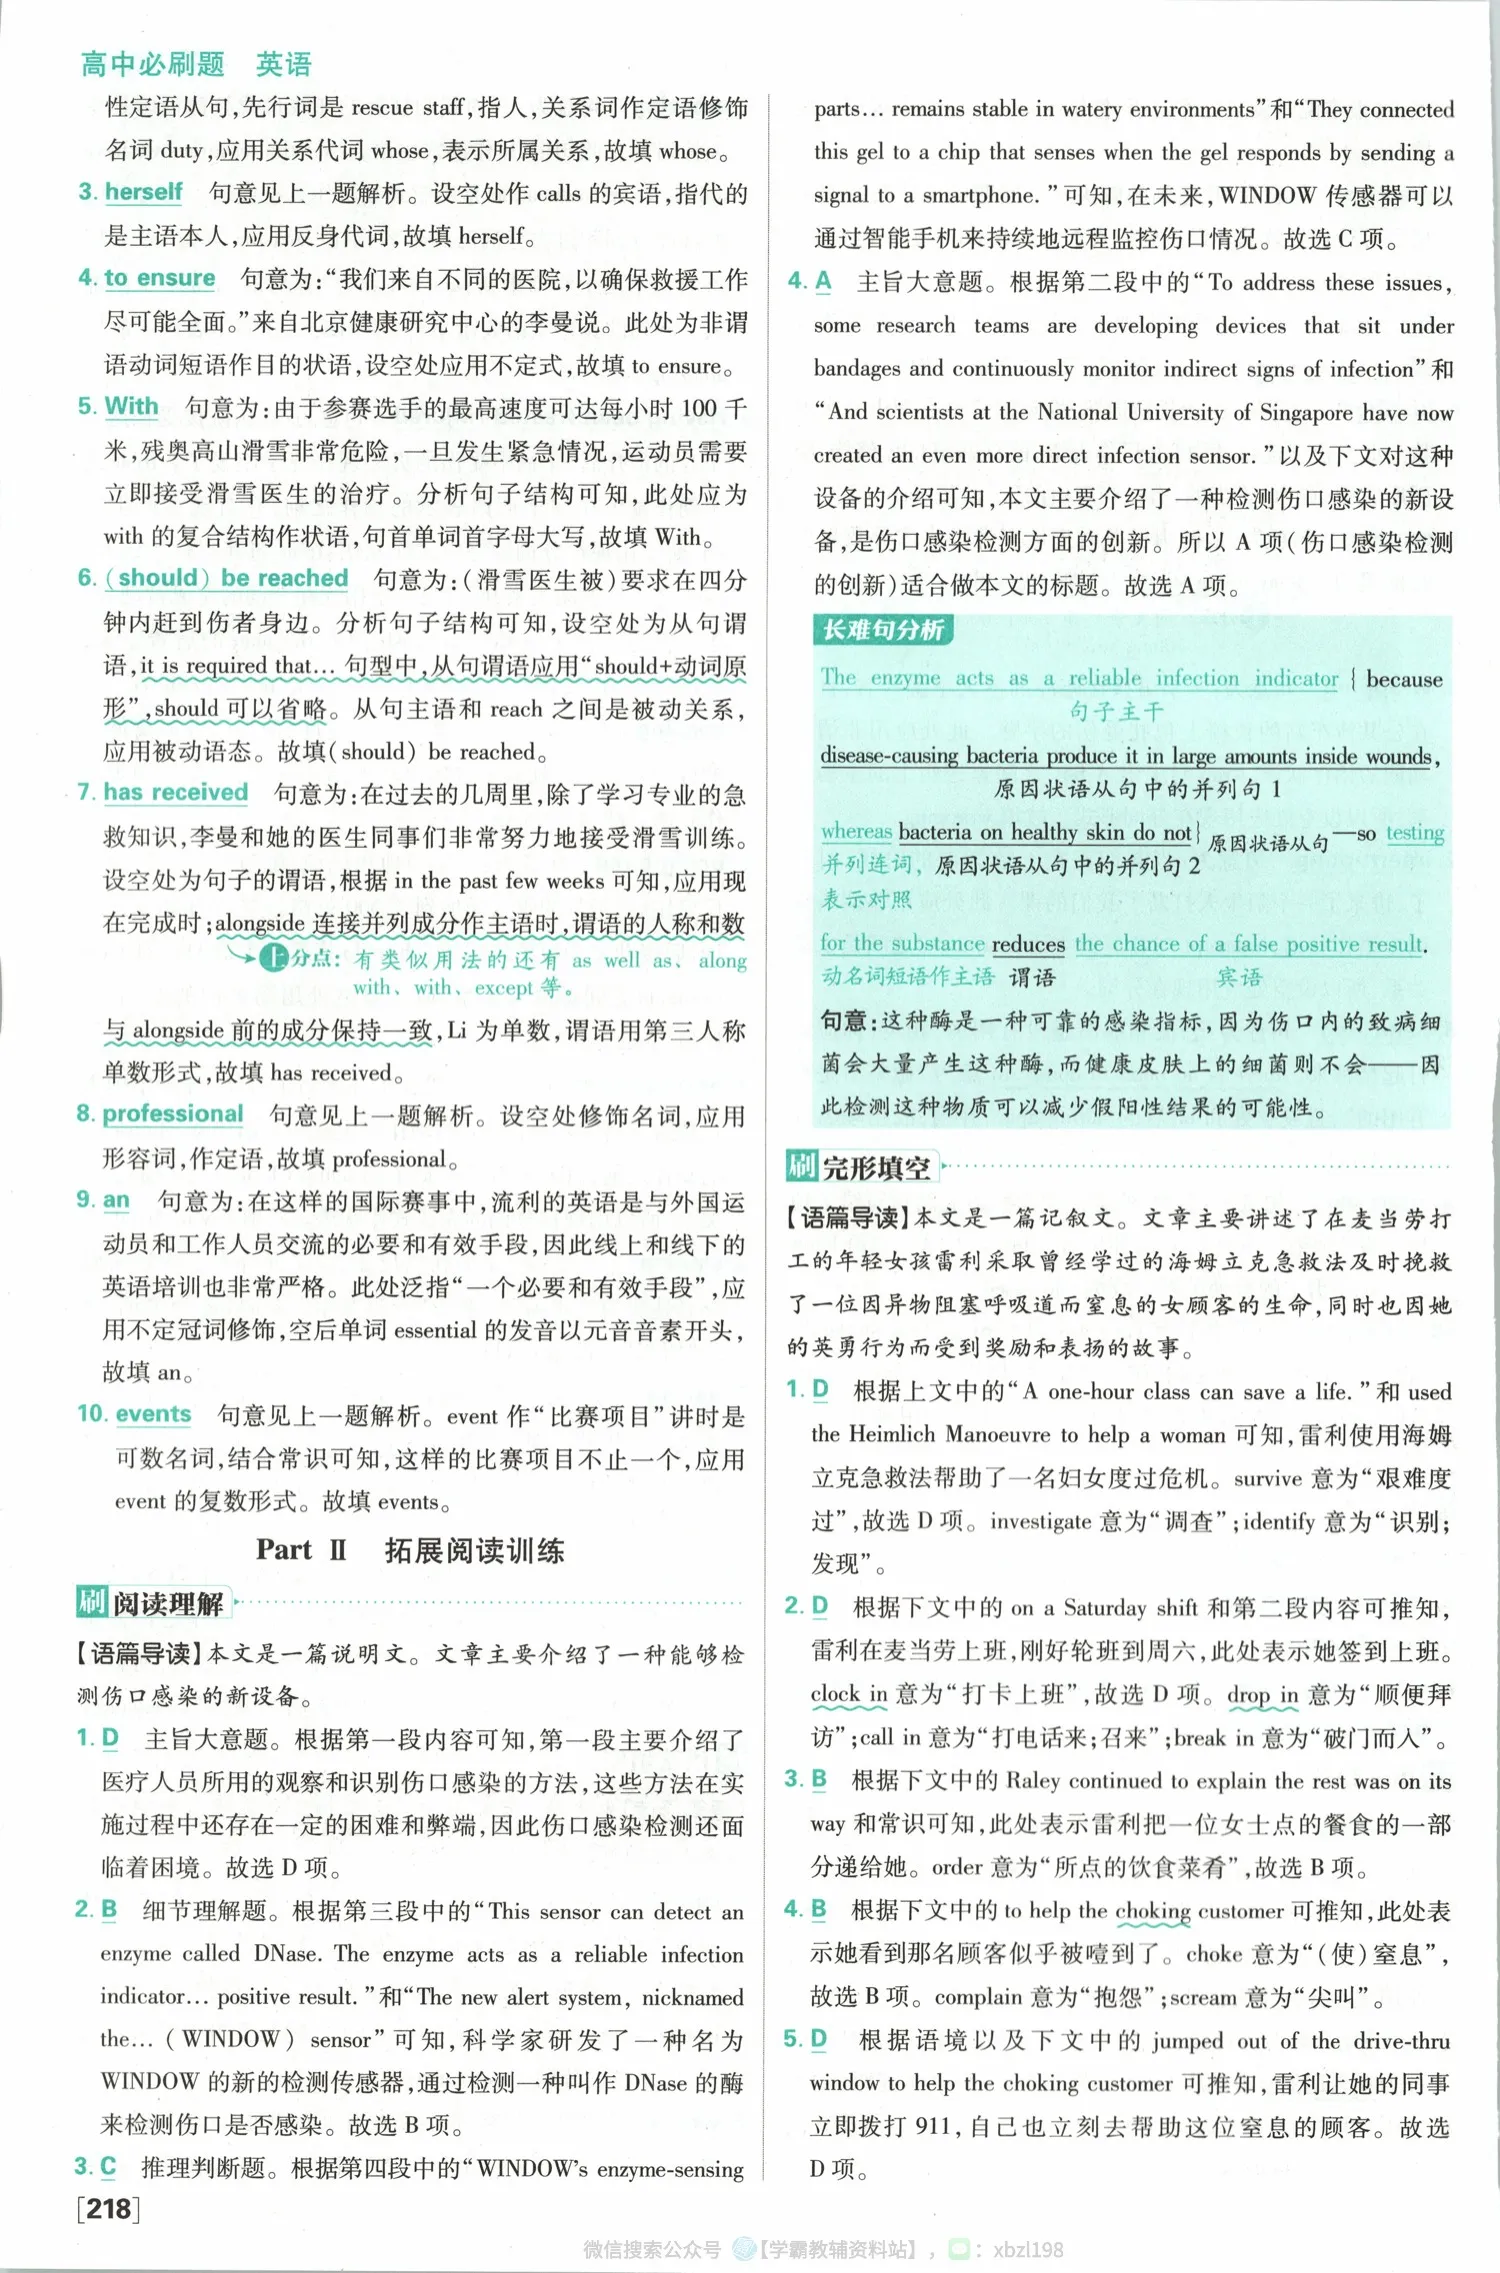 高中必刷题 英语
性定语从句,先行词是 rescue staff,指人,关系词作定语修饰
名词 duty,应用关系代词 whose,表示所属关系,故填 whose。
3. herself 句意见上一题解析。设空处作 calls 的宾语,指代的
是主语本人,应用反身代词,故填 herself。
4. to ensure 句意为:“我们来自不同的医院,以确保救援工作
尽可能全面。”来自北京健康研究中心的李曼说。此处为非谓
语动词短语作目的状语,设空处应用不定式,故填 to ensure。
5. With 句意为:由于参赛选手的最高速度可达每小时 100 千
米,残奥高山滑雪非常危险,一旦发生紧急情况,运动员需要
立即接受滑雪医生的治疗。分析句子结构可知,此处应为
with 的复合结构作状语,句首单词首字母大写,故填 With。
6. (should) be reached 句意为:(滑雪医生被)要求在四分
钟内赶到伤者身边。分析句子结构可知,设空处为从句谓
语,it is required that… 句型中,从句谓语应用“should+动词原
形”,should 可以省略。从句主语和 reach 之间是被动关系,
应用被动语态。故填(should) be reached。
7. has received 句意为:在过去的几周里,除了学习专业的急
救知识,李曼和她的医生同事们非常努力地接受滑雪训练。
设空处为句子的谓语,根据 in the past few weeks 可知,应用现
在完成时;alongside 连接并列成分作主语时,谓语的人称和数
上分点:有类似用法的还有 as well as、along
with、with、except 等。
与 alongside 前的成分保持一致,Li 为单数,谓语用第三人称
单数形式,故填 has received。
8. professional 句意见上一题解析。设空处修饰名词,应用
形容词,作定语,故填 professional。
9. an 句意为:在这样的国际赛事中,流利的英语是与外国运
动员和工作人员交流的必要和有效手段,因此线上和线下的
英语培训也非常严格。此处泛指“一个必要和有效手段”,应
用不定冠词修饰,空后单词 essential 的发音以元音音素开头,
故填 an。
10. events 句意见上一题解析。event 作“比赛项目”讲时是
可数名词,结合常识可知,这样的比赛项目不止一个,应用
event 的复数形式。故填 events。
Part Ⅱ 拓展阅读训练
刷 阅读理解
【语篇导读】本文是一篇说明文。文章主要介绍了一种能够检
测伤口感染的新设备。
1. D 主旨大意题。根据第一段内容可知,第一段主要介绍了
医疗人员所用的观察和识别伤口感染的方法,这些方法在实
施过程中还存在一定的困难和弊端,因此伤口感染检测还面
临着困境。故选 D 项。
2. B 细节理解题。根据第三段中的“This sensor can detect an
enzyme called DNase. The enzyme acts as a reliable infection
indicator… positive result.”和“The new alert system, nicknamed
the… (WINDOW) sensor”可知,科学家研发了一种名为
WINDOW 的新的检测传感器,通过检测一种叫作 DNase 的酶
来检测伤口是否感染。故选 B 项。
3. C 推理判断题。根据第四段中的“WINDOW's enzyme-sensing
[218]
parts… remains stable in watery environments”和“They connected
this gel to a chip that senses when the gel responds by sending a
signal to a smartphone.”可知,在未来,WINDOW 传感器可以
通过智能手机来持续地远程监控伤口情况。故选 C 项。
4. A 主旨大意题。根据第二段中的“To address these issues,
some research teams are developing devices that sit under
bandages and continuously monitor indirect signs of infection”和
“And scientists at the National University of Singapore have now
created an even more direct infection sensor.”以及下文对这种
设备的介绍可知,本文主要介绍了一种检测伤口感染的新设
备,是伤口感染检测方面的创新。所以 A 项(伤口感染检测
的创新)适合做本文的标题。故选 A 项。
长难句分析
The enzyme acts as a reliable infection indicator { because
句子主干
disease-causing bacteria produce it in large amounts inside wounds,
原因状语从句中的并列句 1
whereas bacteria on healthy skin do not} 原因状语从句—so testing
并列连词, 原因状语从句中的并列句 2
表示对照
for the substance reduces the chance of a false positive result.
动名词短语作主语 谓语 宾语
句意:这种酶是一种可靠的感染指标,因为伤口内的致病细
菌会大量产生这种酶,而健康皮肤上的细菌则不会——因
此检测这种物质可以减少假阳性结果的可能性。
刷 完形填空
【语篇导读】本文是一篇记叙文。文章主要讲述了在麦当劳打
工的年轻女孩雷利采取曾经学过的海姆立克急救法及时挽救
了一位因异物阻塞呼吸道而窒息的女顾客的生命,同时也因她
的英勇行为而受到奖励和表扬的故事。
1. D 根据上文中的“A one-hour class can save a life.”和 used
the Heimlich Manoeuvre to help a woman 可知,雷利使用海姆
立克急救法帮助了一名妇女度过危机。survive 意为“艰难度
过”,故选 D 项。investigate 意为“调查”;identify 意为“识别;
发现”。
2. D 根据下文中的 on a Saturday shift 和第二段内容可推知,
雷利在麦当劳上班,刚好轮班到周六,此处表示她签到上班。
clock in 意为“打卡上班”,故选 D 项。drop in 意为“顺便拜
访”;call in 意为“打电话来;召来”;break in 意为“破门而入”。
3. B 根据下文中的 Raley continued to explain the rest was on its
way 和常识可知,此处表示雷利把一位女士点的餐食的一部
分递给她。order 意为“所点的饮食菜肴”,故选 B 项。
4. B 根据下文中的 to help the choking customer 可推知,此处表
示她看到那名顾客似乎被噎到了。choke 意为“(使)窒息”,
故选 B 项。complain 意为“抱怨”;scream 意为“尖叫”。
5. D 根据语境以及下文中的 jumped out of the drive-thru
window to help the choking customer 可推知,雷利让她的同事
立即拨打 911,自己也立刻去帮助这位窒息的顾客。故选
D 项。
微信搜索公众号 【学霸教辅资料站】, : xbzl198